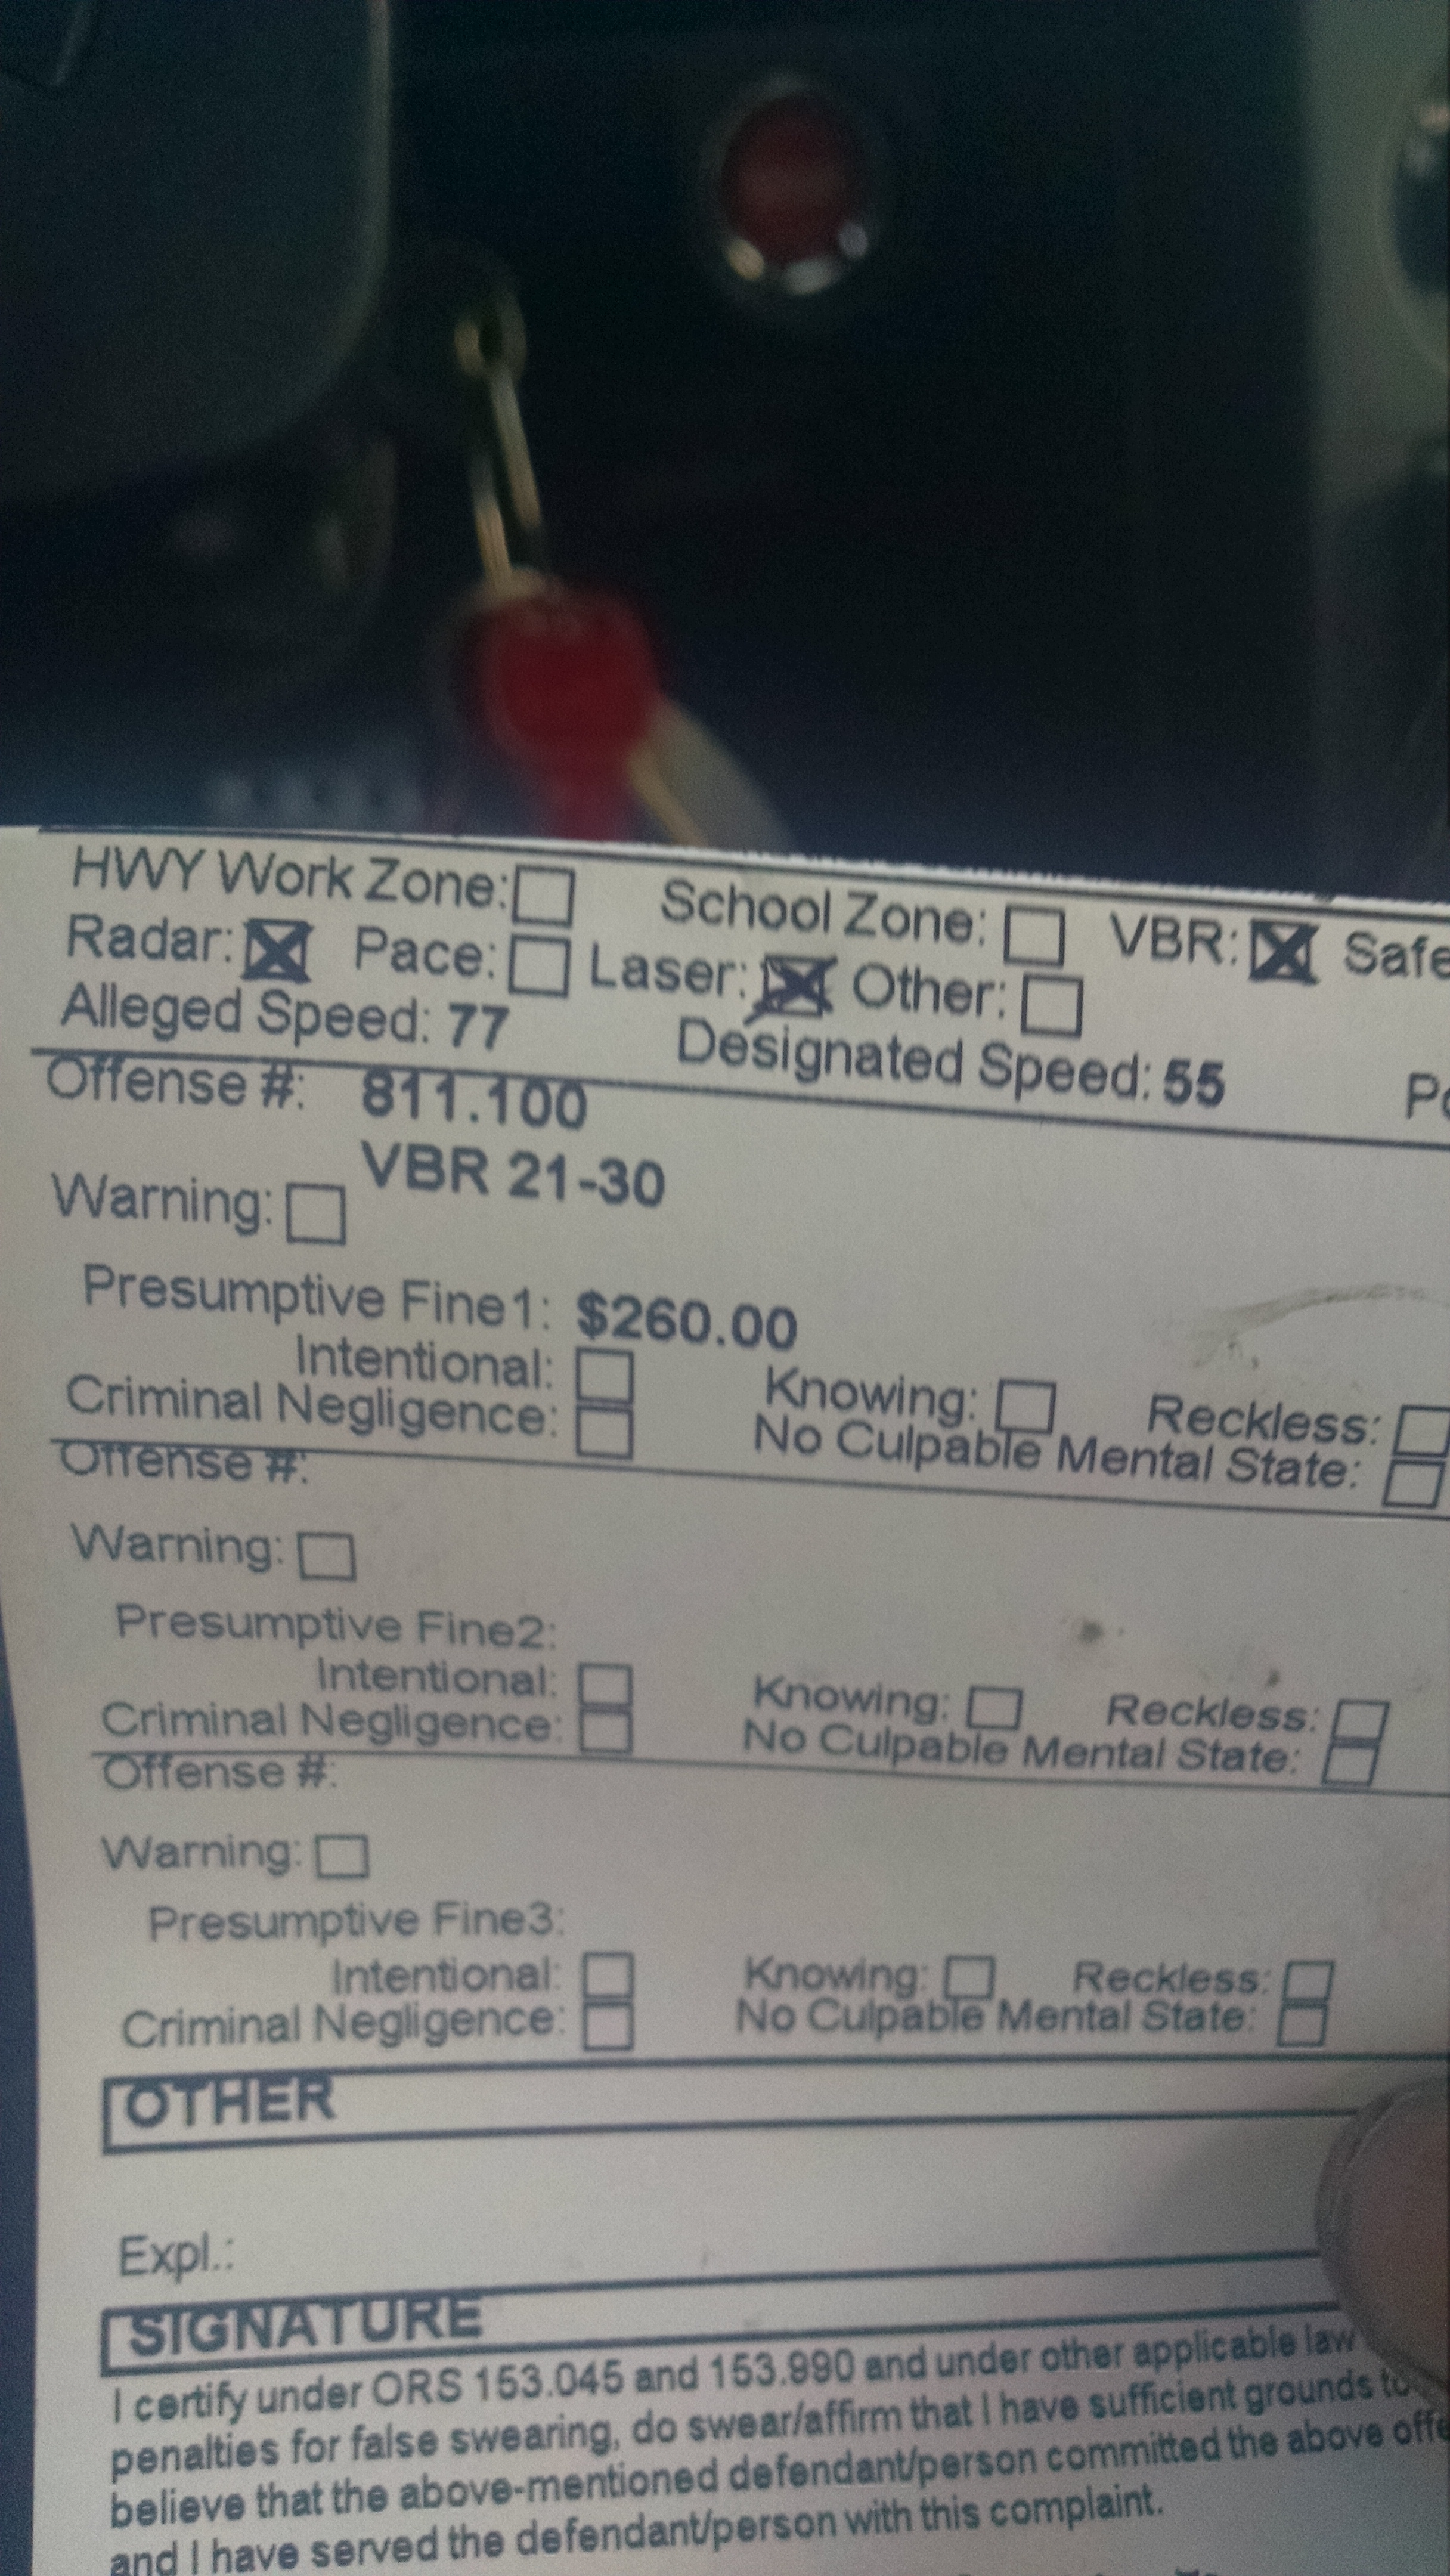 HWY Work Zone: School Zone: VBR: Safe
Radar: Pace: Laser: Other:
Alleged Speed: 77 Designated Speed: 55 Po
Offense #: 811.100
VBR 21-30
Warning:
Presumptive Fine1: $260.00
Intentional: Knowing: Reckless:
Criminal Negligence: No Culpable Mental State:
Offense #:
Warning:
Presumptive Fine2:
Intentional: Knowing: Reckless:
Criminal Negligence: No Culpable Mental State:
Offense #:
Warning:
Presumptive Fine3:
Intentional: Knowing: Reckless:
Criminal Negligence: No Culpable Mental State:
OTHER
Expl.:
SIGNATURE
I certify under ORS 153.045 and 153.990 and under other applicable law
penalties for false swearing, do swear/affirm that I have sufficient grounds to
believe that the above-mentioned defendant/person committed the above offe
and I have served the defendant/person with this complaint.